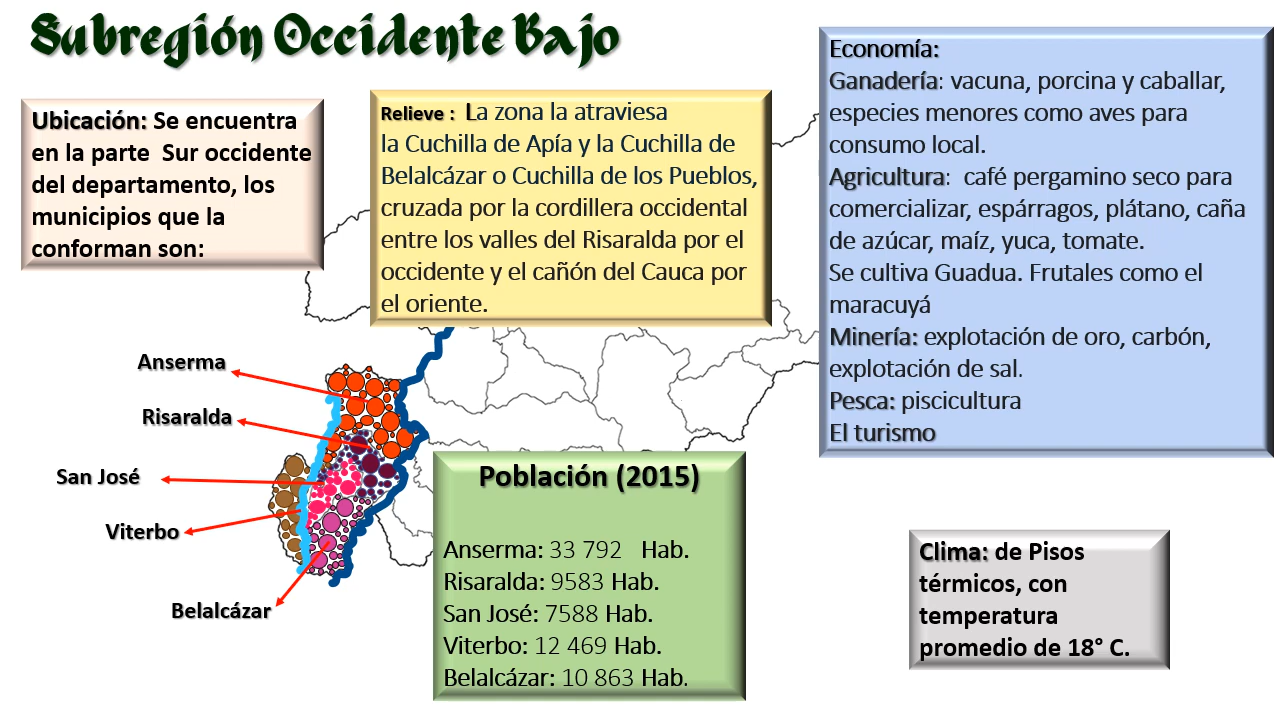 Subregión Occidente Bajo
Ubicación: Se encuentra
en la parte Sur occidente
del departamento, los
municipios que la
conforman son:
Relieve : La zona la atraviesa
la Cuchilla de Apía y la Cuchilla de
Belalcázar o Cuchilla de los Pueblos,
cruzada por la cordillera occidental
entre los valles del Risaralda por el
occidente y el cañón del Cauca por
el oriente.
Economía:
Ganadería: vacuna, porcina y caballar,
especies menores como aves para
consumo local.
Agricultura: café pergamino seco para
comercializar, espárragos, plátano, caña
de azúcar, maíz, yuca, tomate.
Se cultiva Guadua. Frutales como el
maracuyá
Minería: explotación de oro, carbón,
explotación de sal.
Pesca: piscicultura
El turismo
Anserma
Risaralda
San José
Viterbo
Belalcázar
Población (2015)
Anserma: 33 792 Hab.
Risaralda: 9583 Hab.
San José: 7588 Hab.
Viterbo: 12 469 Hab.
Belalcázar: 10 863 Hab.
Clima: de Pisos
térmicos, con
temperatura
promedio de 18° C.